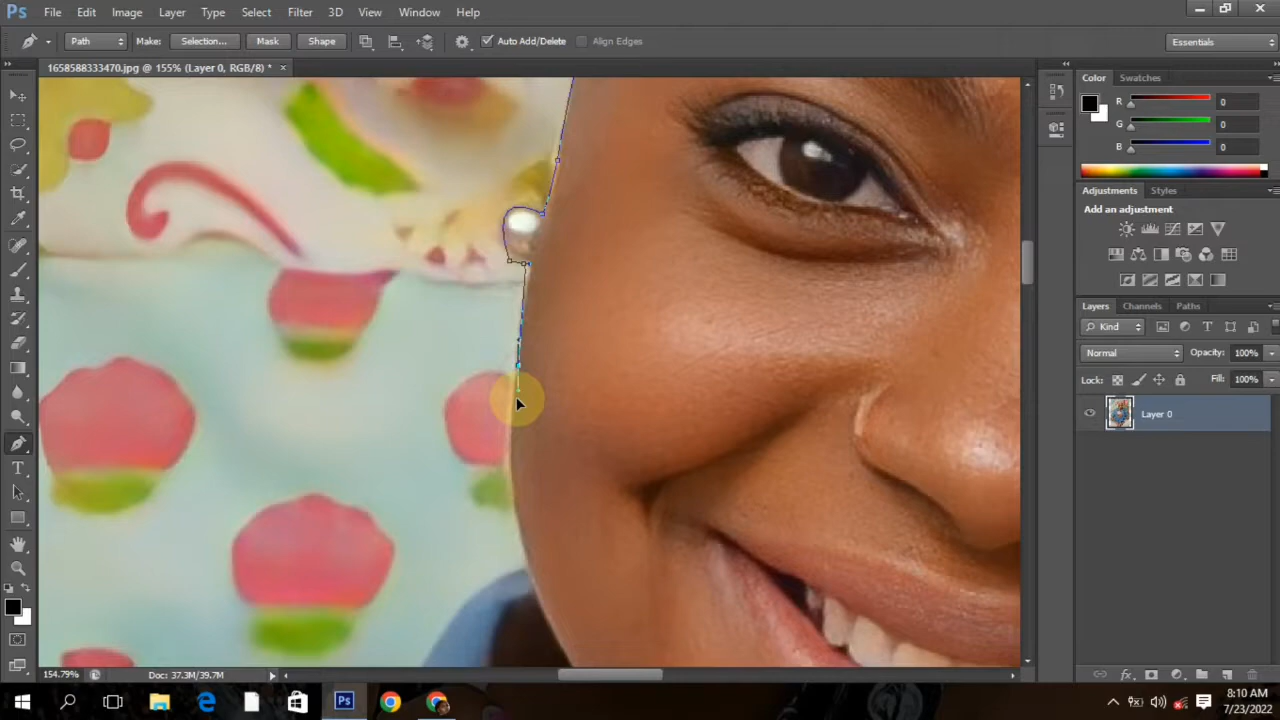 Ps File Edit Image Layer Type Select Filter 3D View Window Help
Path Make: Selection... Mask Shape Auto Add/Delete Align Edges Essentials
1658588333470.jpg @ 155% (Layer 0, RGB/8) * ×
Color Swatches
R 0
G 0
B 0
Adjustments Styles
Add an adjustment
Layers Channels Paths
Kind
Normal Opacity: 100%
Lock: Fill: 100%
Layer 0
154.79% Doc: 37.3M/39.7M
8:10 AM
7/23/2022